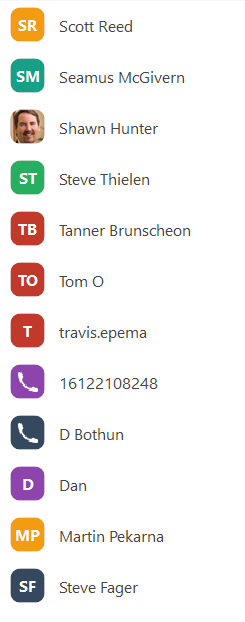 SR Scott Reed
SM Seamus McGivern
Shawn Hunter
ST Steve Thielen
TB Tanner Brunscheon
TO Tom O
T travis.epema
16122108248
D Bothun
D Dan
MP Martin Pekarna
SF Steve Fager